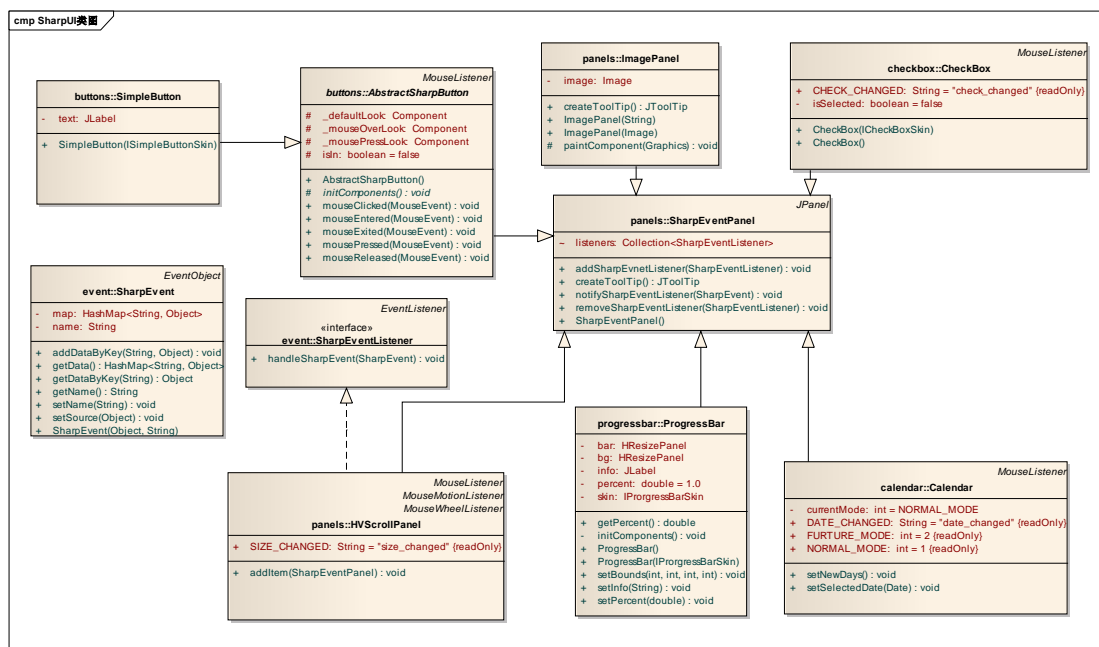 cmp SharpUI类图
buttons::SimpleButton
- text: JLabel
+ SimpleButton(ISimpleButtonSkin)
MouseListener
buttons::AbstractSharpButton
# _defaultLook: Component
# _mouseOverLook: Component
# _mousePressLook: Component
# isIn: boolean = false
+ AbstractSharpButton()
# initComponents() : void
+ mouseClicked(MouseEvent) : void
+ mouseEntered(MouseEvent) : void
+ mouseExited(MouseEvent) : void
+ mousePressed(MouseEvent) : void
+ mouseReleased(MouseEvent) : void
panels::ImagePanel
- image: Image
+ createToolTip() : JToolTip
+ ImagePanel(String)
+ ImagePanel(Image)
# paintComponent(Graphics) : void
MouseListener
checkbox::CheckBox
+ CHECK_CHANGED: String = "check_changed" {readOnly}
- isSelected: boolean = false
+ CheckBox(ICheckBoxSkin)
+ CheckBox()
JPanel
panels::SharpEventPanel
~ listeners: Collection<SharpEventListener>
+ addSharpEvnetListener(SharpEventListener) : void
+ createToolTip() : JToolTip
+ notifySharpEventListener(SharpEvent) : void
+ removeSharpEventListener(SharpEventListener) : void
+ SharpEventPanel()
EventObject
event::SharpEvent
- map: HashMap<String, Object>
- name: String
+ addDataByKey(String, Object) : void
+ getData() : HashMap<String, Object>
+ getDataByKey(String) : Object
+ getName() : String
+ setName(String) : void
+ setSource(Object) : void
+ SharpEvent(Object, String)
EventListener
«interface»
event::SharpEventListener
+ handleSharpEvent(SharpEvent) : void
MouseListener
MouseMotionListener
MouseWheelListener
panels::HVScrollPanel
+ SIZE_CHANGED: String = "size_changed" {readOnly}
+ addItem(SharpEventPanel) : void
progressbar::ProgressBar
- bar: HResizePanel
- bg: HResizePanel
- info: JLabel
- percent: double = 1.0
- skin: IProrgressBarSkin
+ getPercent() : double
- initComponents() : void
+ ProgressBar()
+ ProgressBar(IProrgressBarSkin)
+ setBounds(int, int, int, int) : void
+ setInfo(String) : void
+ setPercent(double) : void
MouseListener
calendar::Calendar
- currentMode: int = NORMAL_MODE
+ DATE_CHANGED: String = "date_changed" {readOnly}
+ FURTURE_MODE: int = 2 {readOnly}
+ NORMAL_MODE: int = 1 {readOnly}
+ setNewDays() : void
+ setSelectedDate(Date) : void